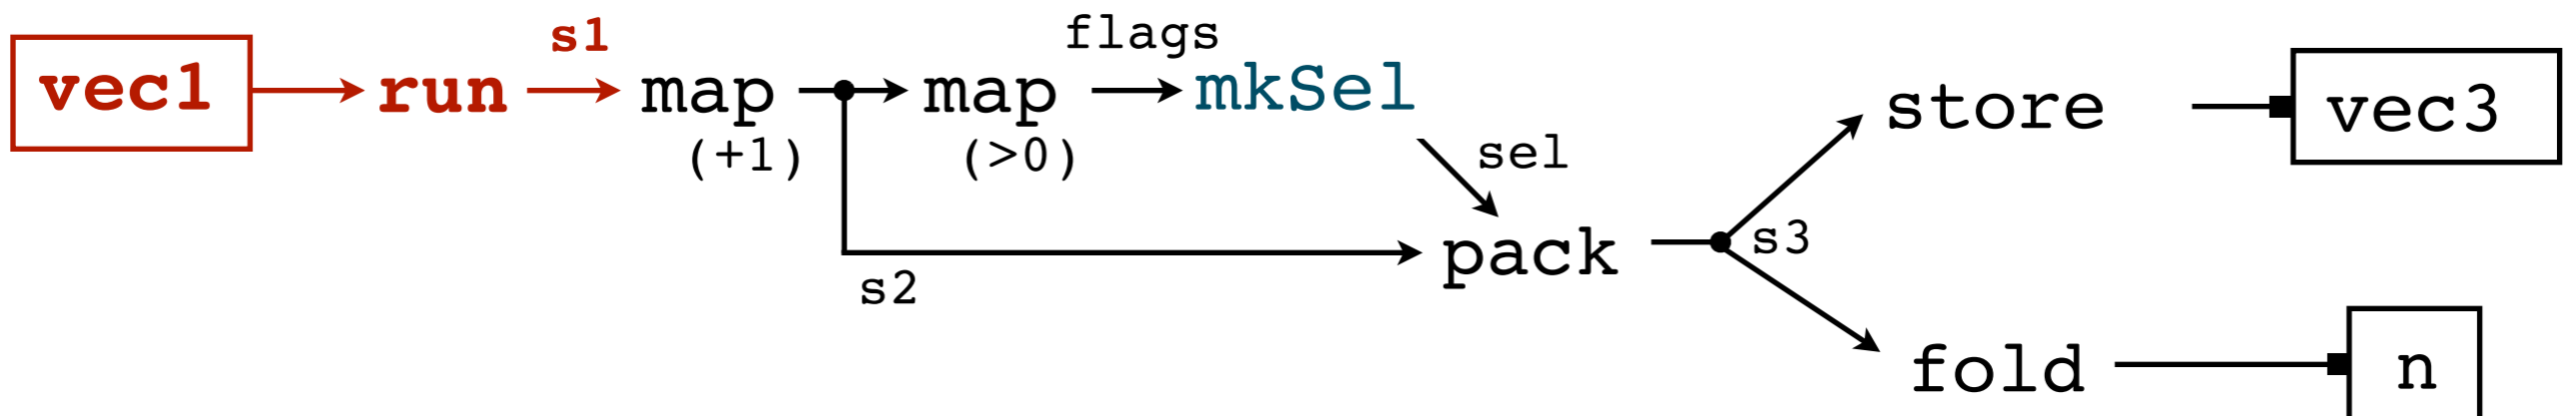 s1 flags
vec1 run map map mkSel store vec3
(+1) (>0) sel
pack s3
s2
fold n